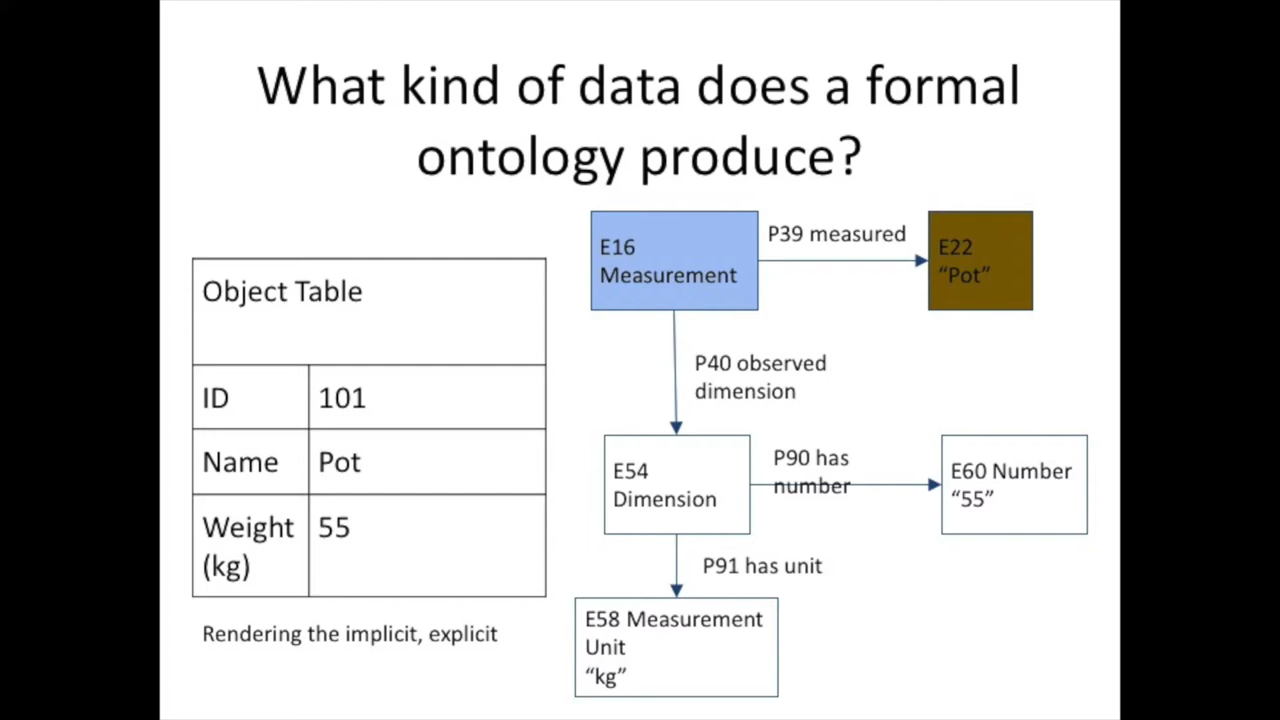 What kind of data does a formal
ontology produce?
Object Table
ID 101
Name Pot
Weight 55
(kg)
Rendering the implicit, explicit
E16
Measurement
P39 measured
E22
“Pot”
P40 observed
dimension
E54
Dimension
P90 has
number
E60 Number
“55”
P91 has unit
E58 Measurement
Unit
“kg”